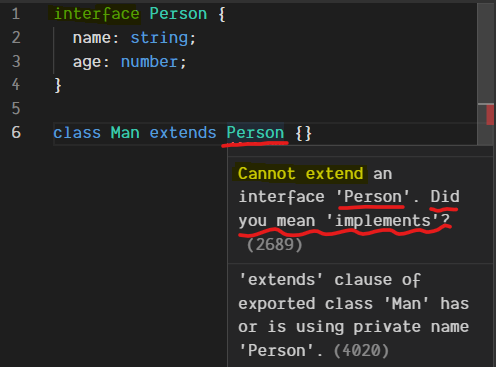 1 interface Person {
2 name: string;
3 age: number;
4 }
5
6 class Man extends Person {}
Cannot extend an
interface 'Person'. Did
you mean 'implements'?
(2689)
'extends' clause of
exported class 'Man' has
or is using private name
'Person'. (4020)